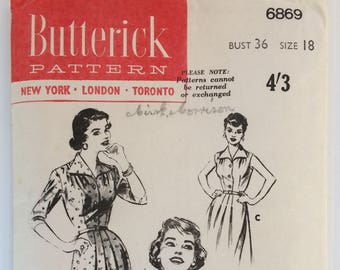 6869
Butterick
PATTERN
BUST 36 SIZE 18
PLEASE NOTE:
Patterns cannot
be returned
or exchanged
4'3
NEW YORK · LONDON · TORONTO
Morrison
C